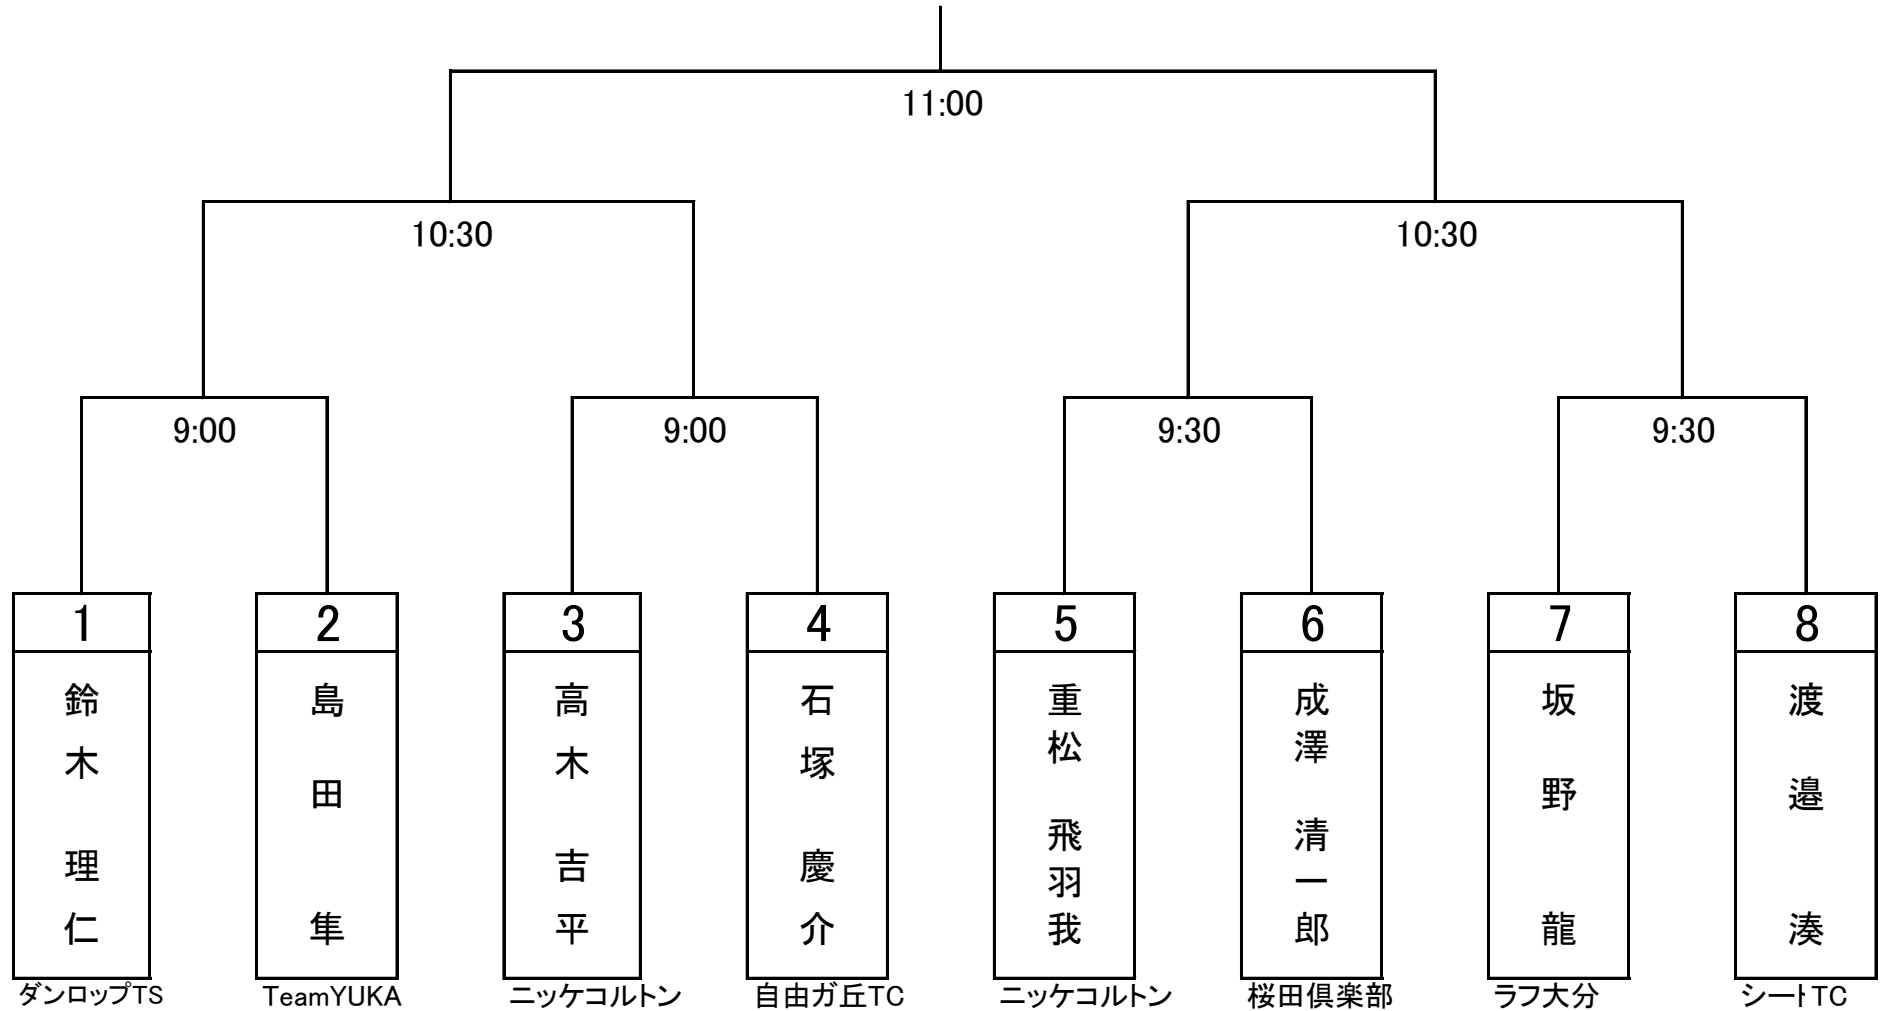 11:00
10:30
10:30
9:00
9:00
9:30
9:30
1
2
3
4
5
6
7
8
鈴木 理仁
島田 隼
高木 吉平
石塚 慶介
重松 飛羽我
成澤 清一郎
坂野 龍
渡邉 湊
ダンロップTS
TeamYUKA
ニッケコルトン
自由ガ丘TC
ニッケコルトン
桜田倶楽部
ラフ大分
シートTC